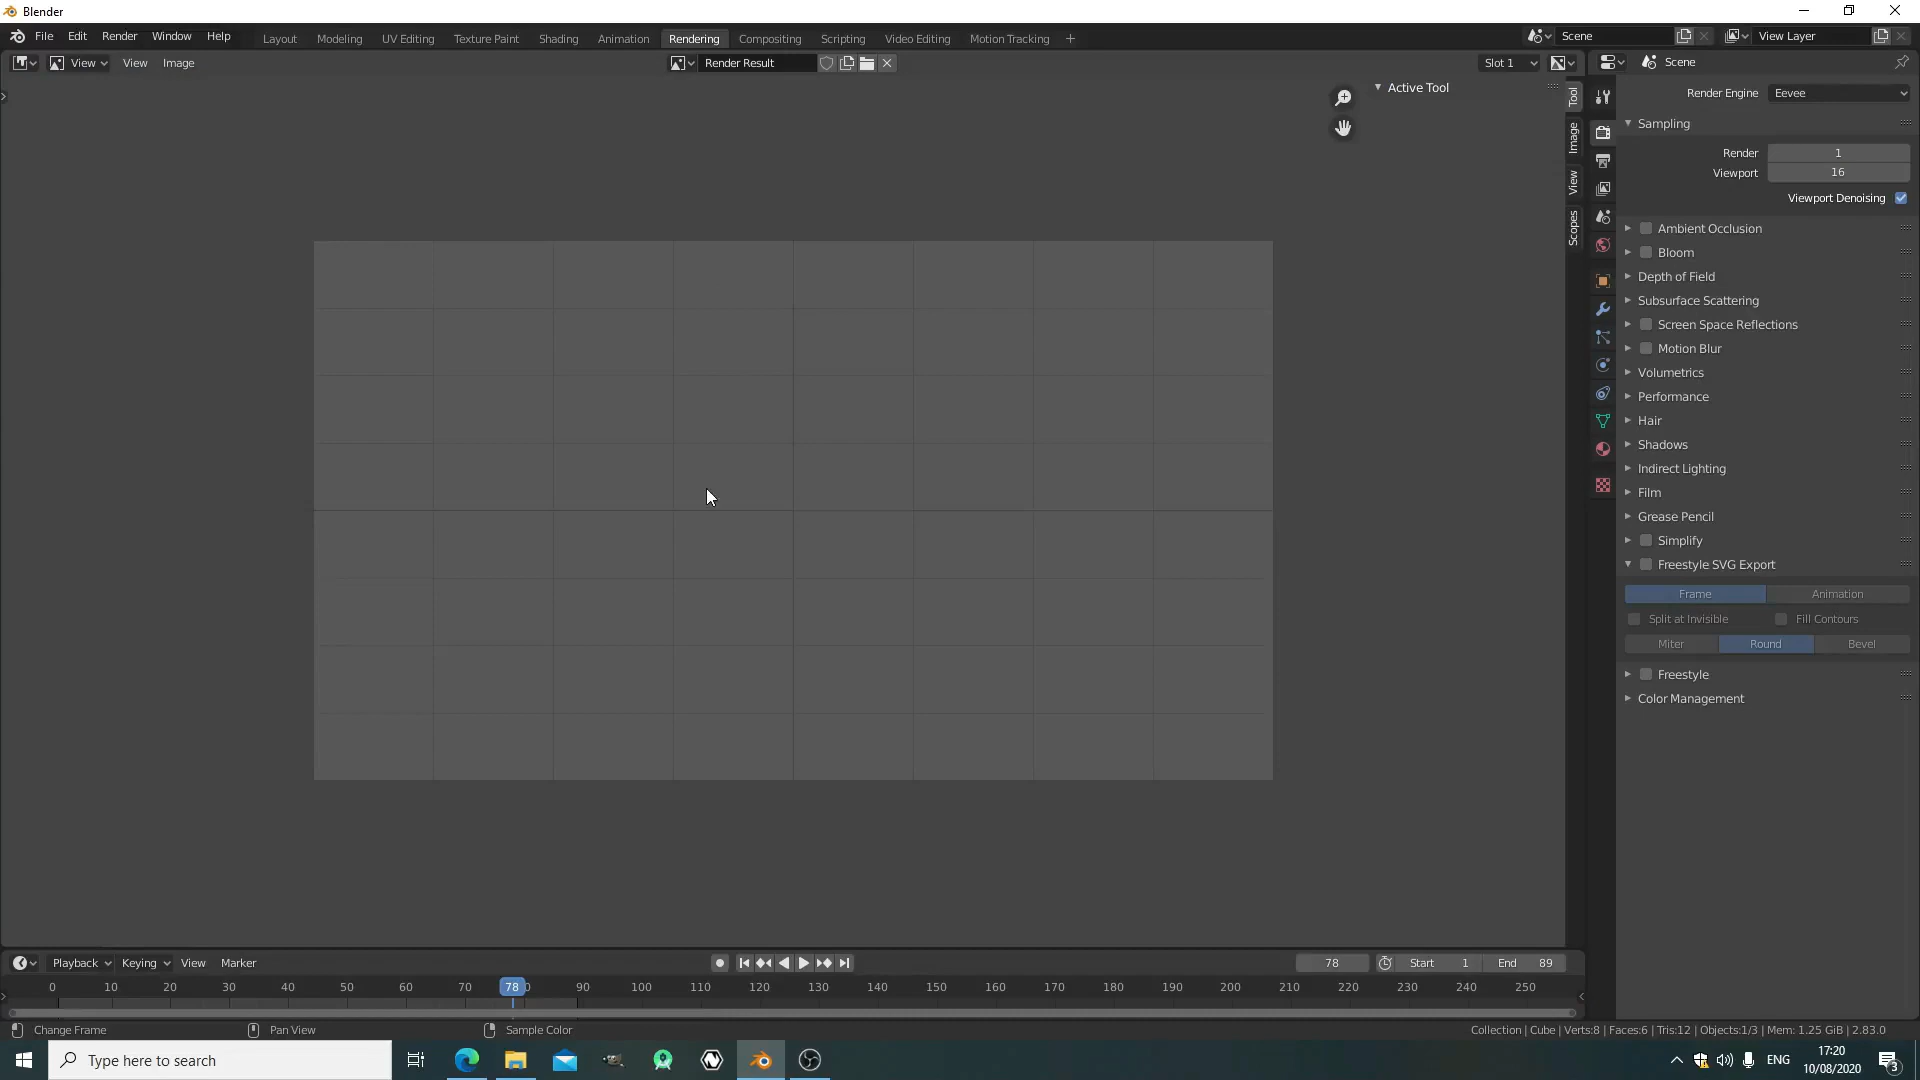 Blender
File Edit Render Window Help Layout Modeling UV Editing Texture Paint Shading Animation Rendering Compositing Scripting Video Editing Motion Tracking + Scene View Layer
View View Image Render Result Slot 1 Scene
Active Tool
Tool
Image
View
Scopes
Render Engine Eevee
Sampling
Render 1
Viewport 16
Viewport Denoising
Ambient Occlusion
Bloom
Depth of Field
Subsurface Scattering
Screen Space Reflections
Motion Blur
Volumetrics
Performance
Hair
Shadows
Indirect Lighting
Film
Grease Pencil
Simplify
Freestyle SVG Export
Frame Animation
Split at Invisible Fill Contours
Miter Round Bevel
Freestyle
Color Management
Playback Keying View Marker 78 Start 1 End 89
0 10 20 30 40 50 60 70 78 90 100 110 120 130 140 150 160 170 180 190 200 210 220 230 240 250
Change Frame Pan View Sample Color Collection | Cube | Verts:8 | Faces:6 | Tris:12 | Objects:1/3 | Mem: 1.25 GiB | 2.83.0
Type here to search ENG 17:20
10/08/2020 3